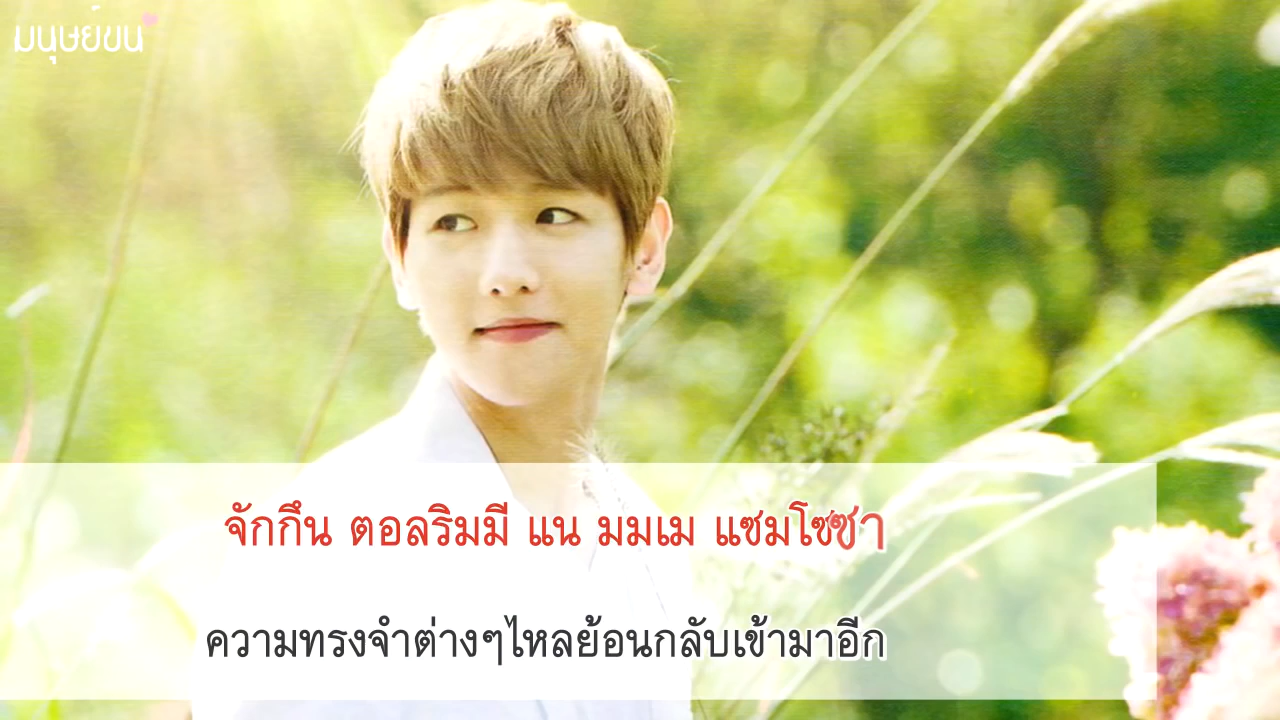 มนุษย์ขน
จักกึน ตอลริมมี แน มมเม แซมโซซา
ความทรงจำต่างๆไหลย้อนกลับเข้ามาอีก